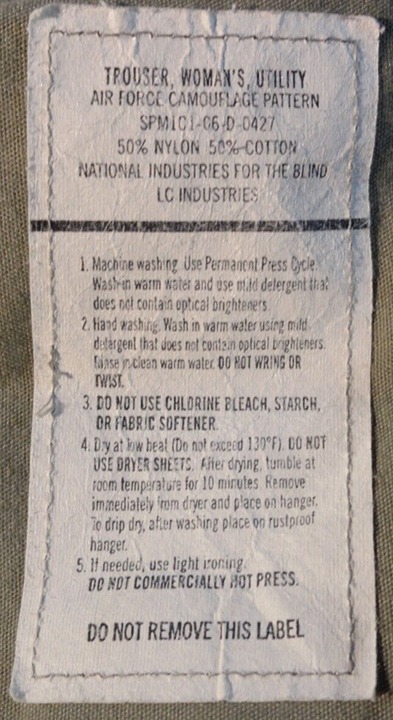 TROUSER, WOMAN'S, UTILITY
AIR FORCE CAMOUFLAGE PATTERN
SPM1C1-06-D-0427
50% NYLON 50% COTTON
NATIONAL INDUSTRIES FOR THE BLIND
LC INDUSTRIES
1. Machine washing. Use Permanent Press Cycle.
Wash in warm water and use mild detergent that
does not contain optical brighteners.
2. Hand washing. Wash in warm water using mild
detergent that does not contain optical brighteners.
Rinse in clean warm water. DO NOT WRING OR
TWIST.
3. DO NOT USE CHLORINE BLEACH, STARCH,
OR FABRIC SOFTENER.
4. Dry at low heat (Do not exceed 130°F). DO NOT
USE DRYER SHEETS. After drying, tumble at
room temperature for 10 minutes. Remove
immediately from dryer and place on hanger.
To drip dry, after washing place on rustproof
hanger.
5. If needed, use light ironing.
DO NOT COMMERCIALLY HOT PRESS.
DO NOT REMOVE THIS LABEL